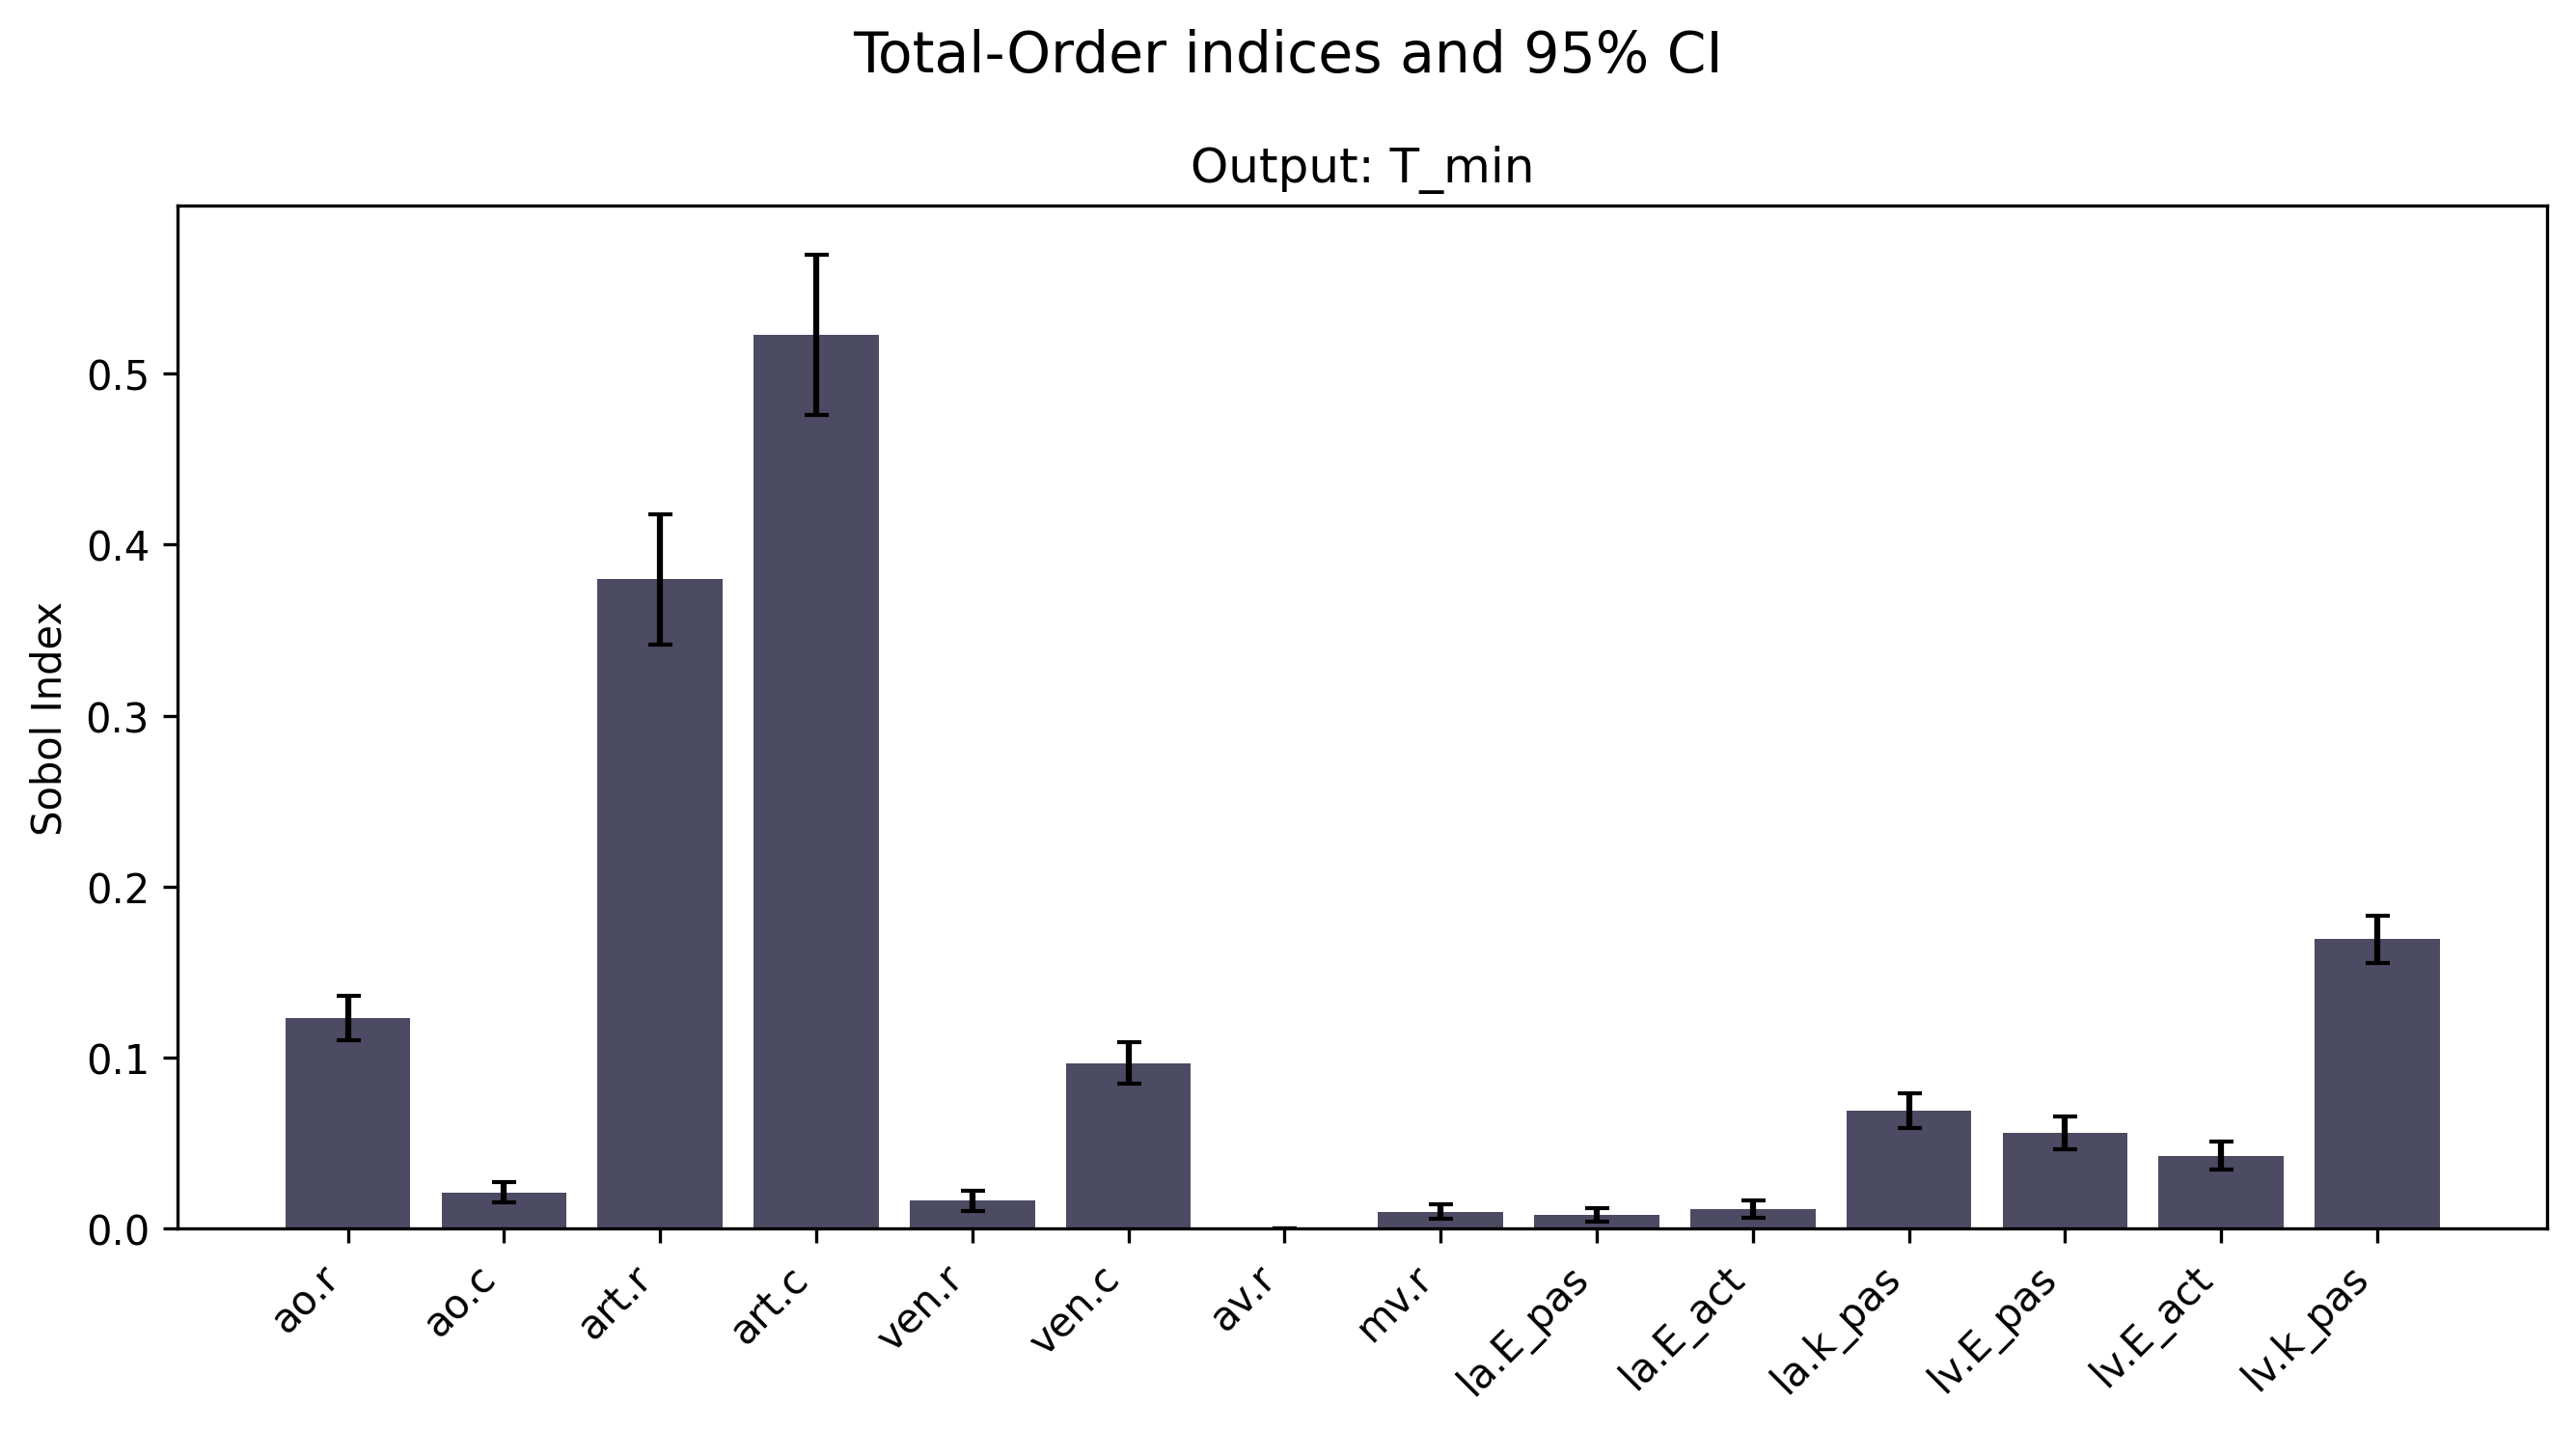 Total-Order indices and 95% CI
Output: T_min
Sobol Index
0.5
0.4
0.3
0.2
0.1
0.0
ao.r
ao.c
art.r
art.c
ven.r
ven.c
av.r
mv.r
la.E_pas
la.E_act
la.k_pas
lv.E_pas
lv.E_act
lv.k_pas